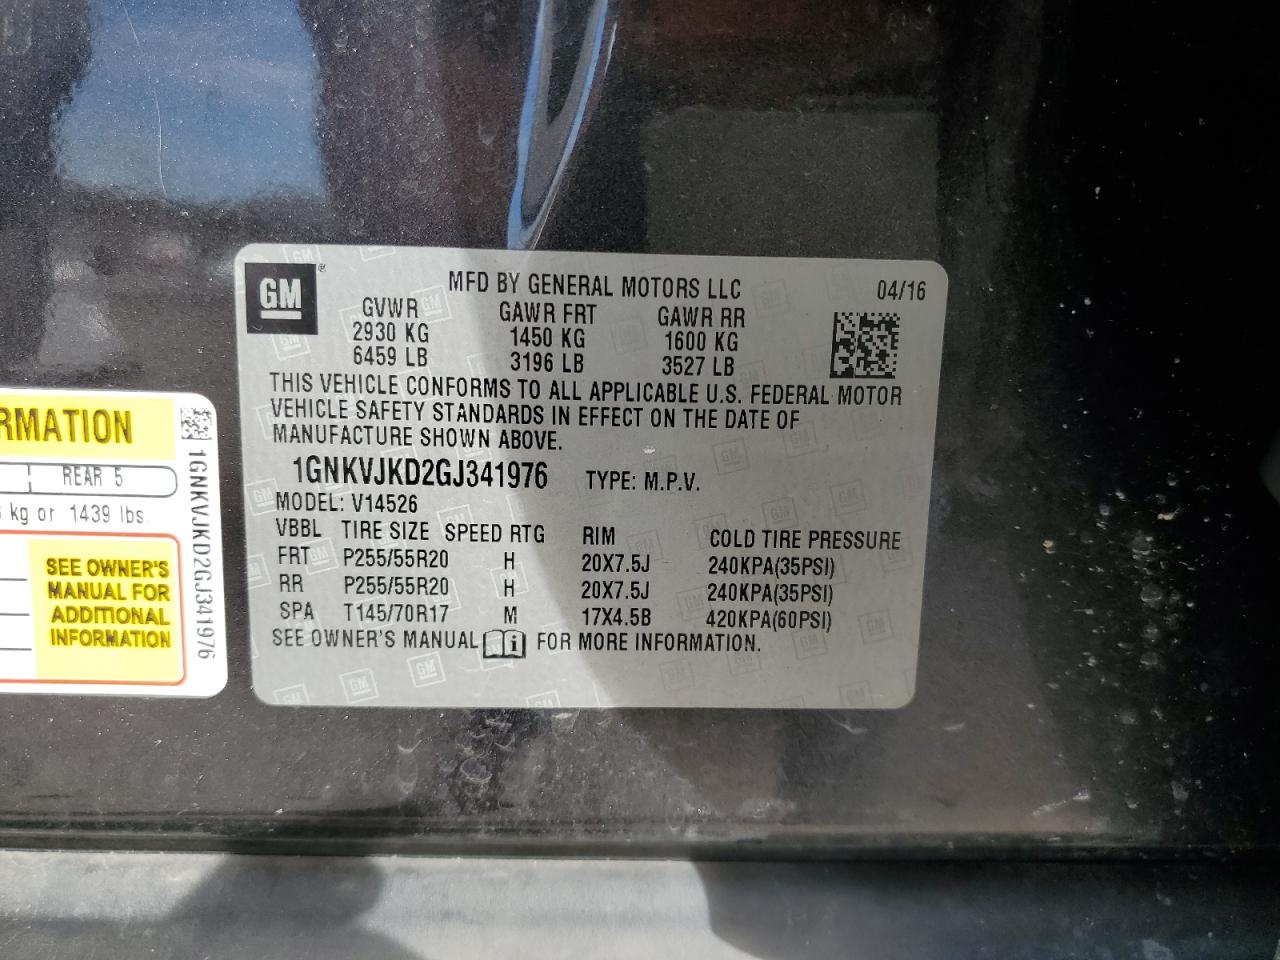 GM
MFD BY GENERAL MOTORS LLC 04/16
GVWR GAWR FRT GAWR RR
2930 KG 1450 KG 1600 KG
6459 LB 3196 LB 3527 LB
THIS VEHICLE CONFORMS TO ALL APPLICABLE U.S. FEDERAL MOTOR
VEHICLE SAFETY STANDARDS IN EFFECT ON THE DATE OF
MANUFACTURE SHOWN ABOVE.
1GNKVJKD2GJ341976 TYPE: M.P.V.
MODEL: V14526
VBBL TIRE SIZE SPEED RTG RIM COLD TIRE PRESSURE
FRT P255/55R20 H 20X7.5J 240KPA(35PSI)
RR P255/55R20 H 20X7.5J 240KPA(35PSI)
SPA T145/70R17 M 17X4.5B 420KPA(60PSI)
SEE OWNER'S MANUAL i FOR MORE INFORMATION.
RMATION
REAR 5
kg or 1439 lbs.
SEE OWNER'S
MANUAL FOR
ADDITIONAL
INFORMATION
1GNKVJKD2GJ341976